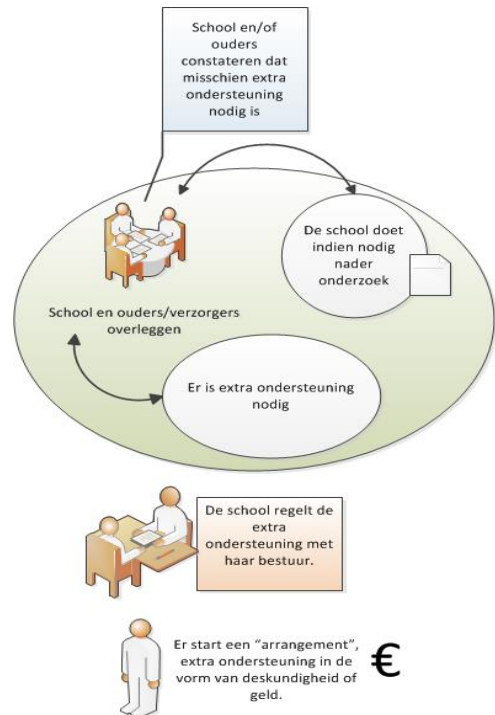 School en/of
ouders
constateren dat
misschien extra
ondersteuning
nodig is
De school doet
indien nodig
nader
onderzoek
School en ouders/verzorgers
overleggen
Er is extra ondersteuning
nodig
De school regelt de
extra
ondersteuning met
haar bestuur.
Er start een “arrangement”,
extra ondersteuning in de
vorm van deskundigheid of
geld.
€